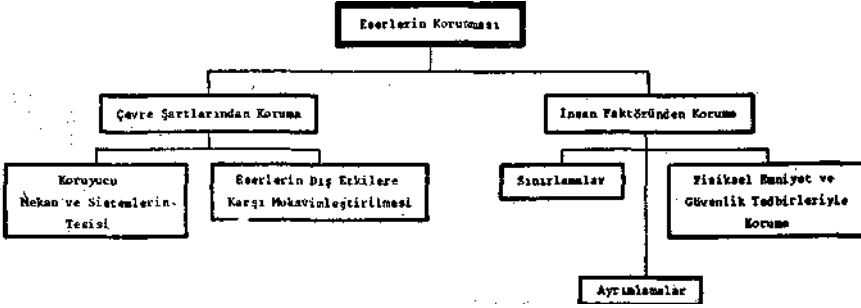 Eserlerin Korunması
Çevre Şartlarından Koruma
İnsan Faktöründen Koruma
Koruyucu
Mekan ve Sistemlerin
Tesisi
Eserlerin Dış Etkilere
Karşı Mukavimleştirilmesi
Sınırlamalar
Fiziksel Emniyet ve
Güvenlik Tedbirleriyle
Koruma
Ayrımlamalar